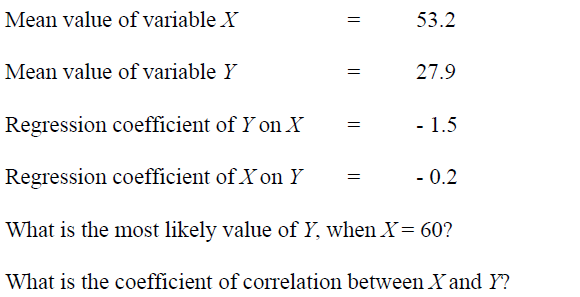 Mean value of variable X = 53.2
Mean value of variable Y = 27.9
Regression coefficient of Y on X = - 1.5
Regression coefficient of X on Y = - 0.2
What is the most likely value of Y, when X = 60?
What is the coefficient of correlation between X and Y?